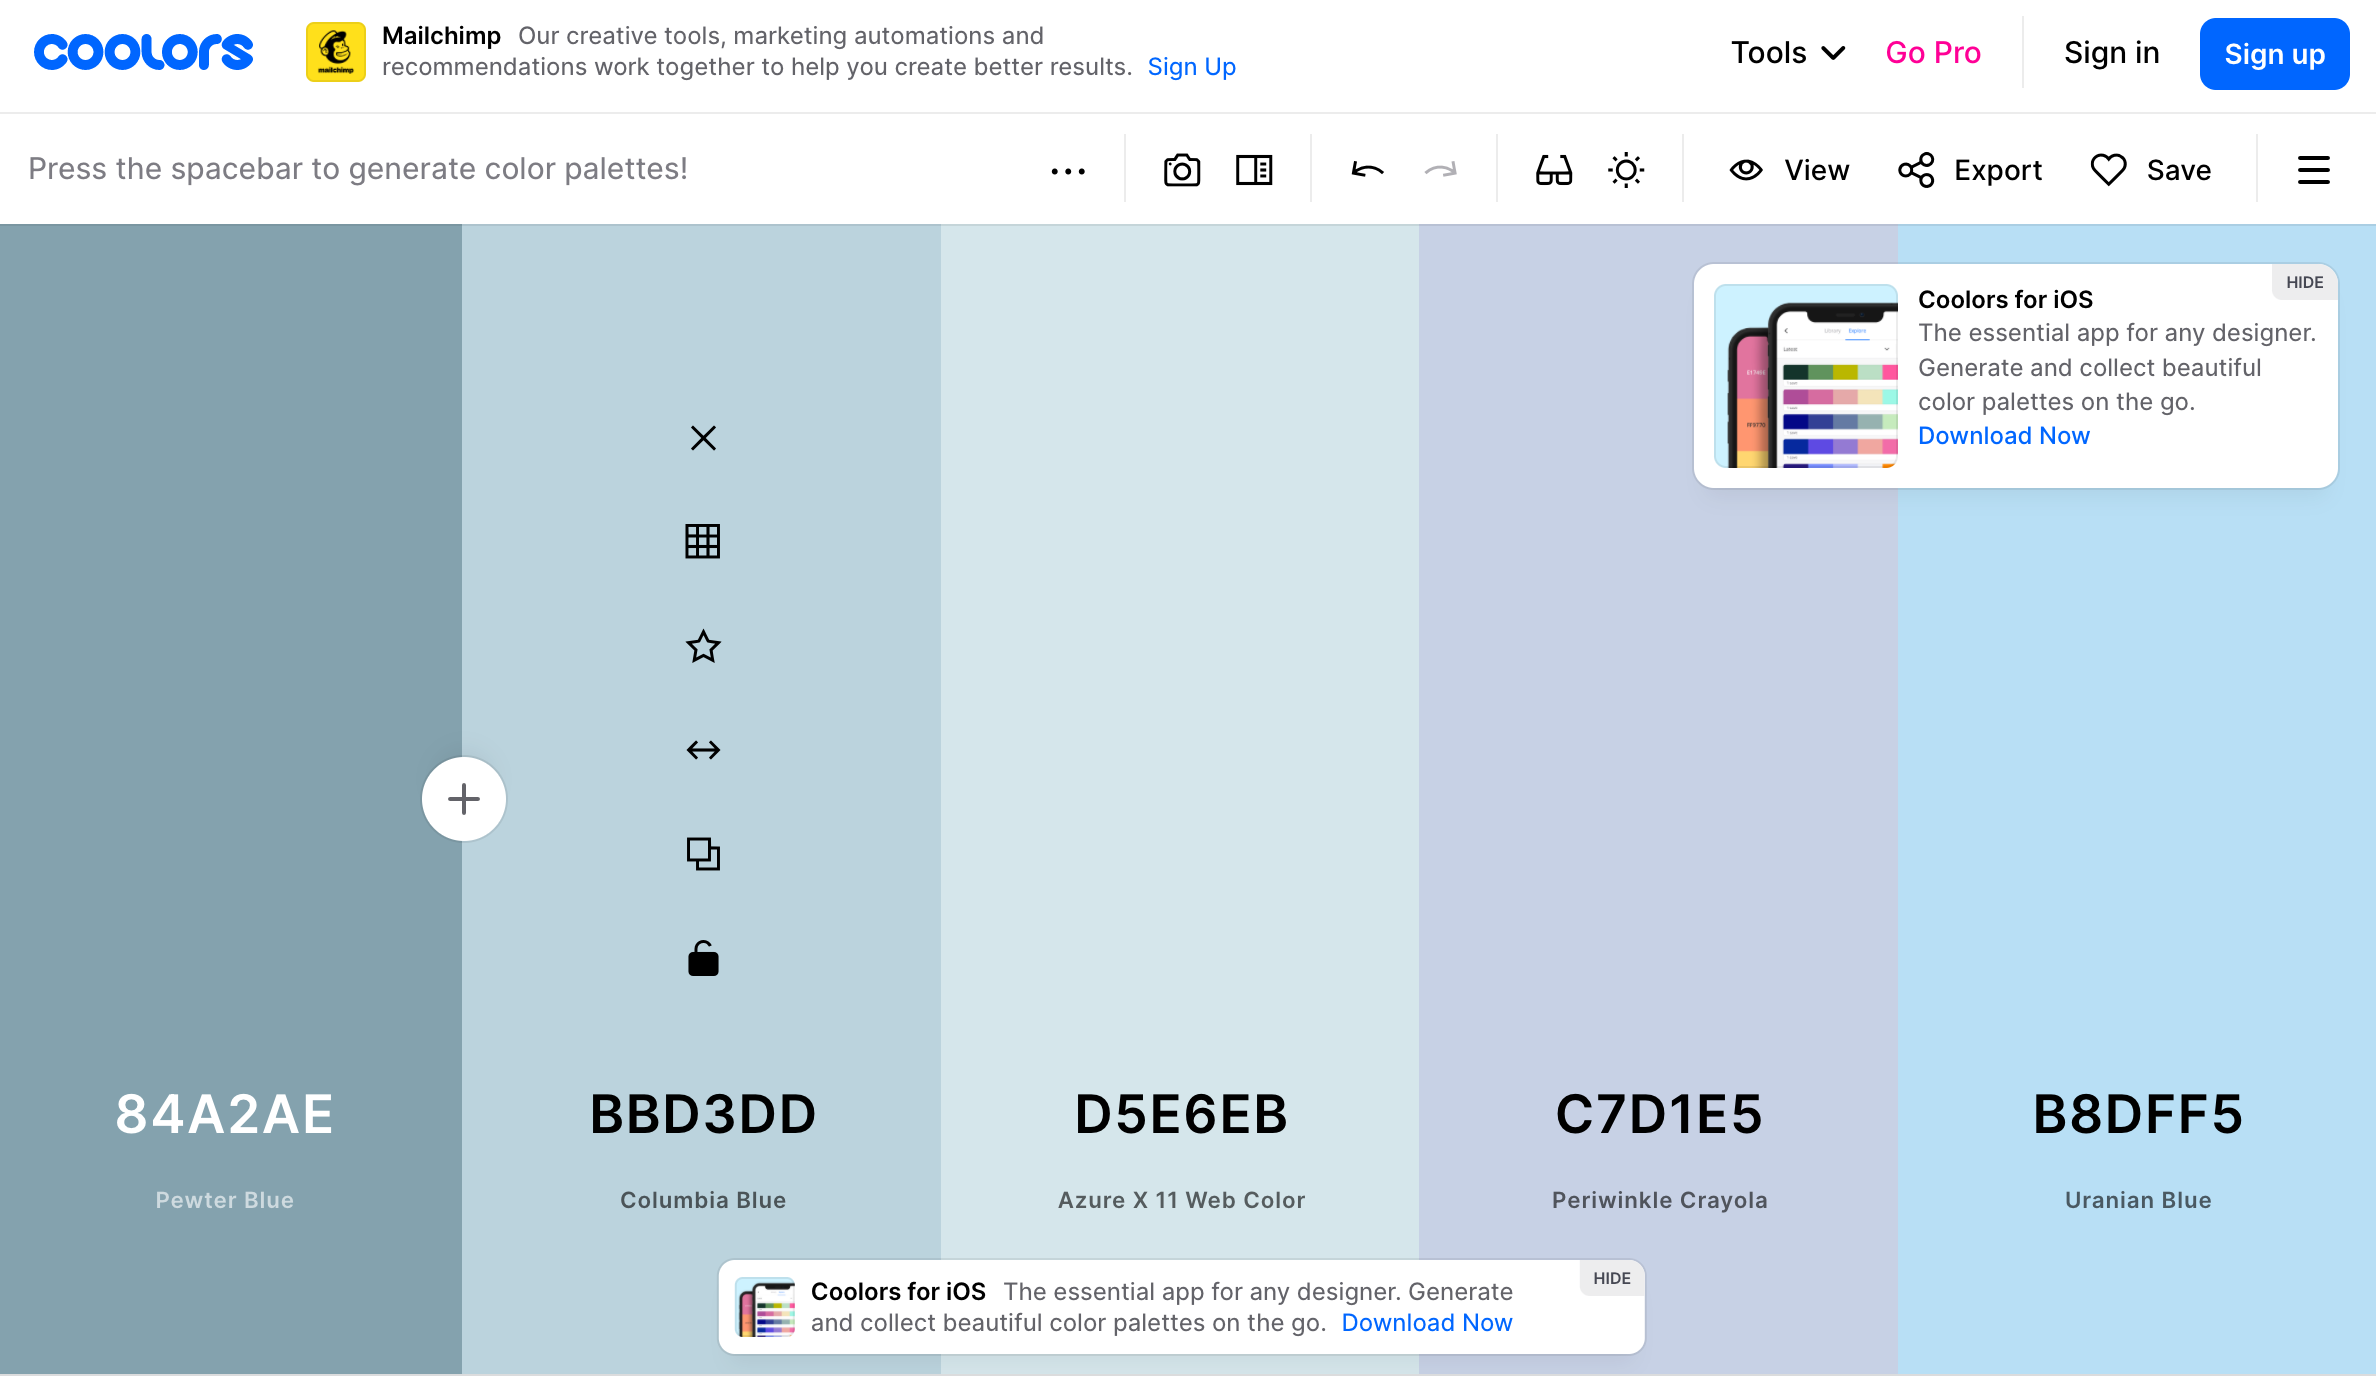 coolors
mailchimp
Mailchimp Our creative tools, marketing automations and
recommendations work together to help you create better results. Sign Up
Tools
Go Pro
Sign in
Sign up
Press the spacebar to generate color palettes!
View
Export
Save
HIDE
Coolors for iOS
The essential app for any designer.
Generate and collect beautiful
color palettes on the go.
Download Now
Library Explore
Latest
84A2AE
BBD3DD
D5E6EB
C7D1E5
B8DFF5
Pewter Blue
Columbia Blue
Azure X 11 Web Color
Periwinkle Crayola
Uranian Blue
HIDE
Coolors for iOS The essential app for any designer. Generate
and collect beautiful color palettes on the go. Download Now